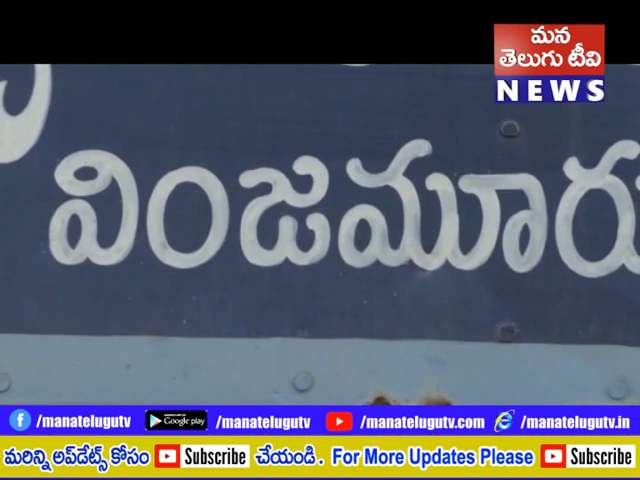 మన
తెలుగు టీవి
NEWS
వింజమూరు
/manatelugutv Google play /manatelugutv /manatelugutv.com /manatelugutv.in
మరిన్ని అప్‌డేట్స్ కోసం Subscribe చేయండి. For More Updates Please Subscribe